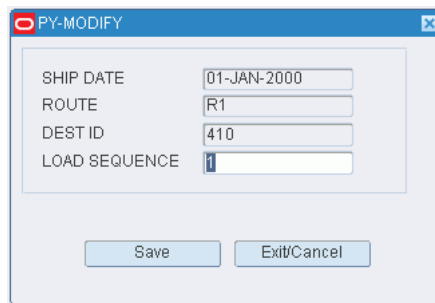 PY-MODIFY
SHIP DATE 01-JAN-2000
ROUTE R1
DEST ID 410
LOAD SEQUENCE 1
Save Exit/Cancel